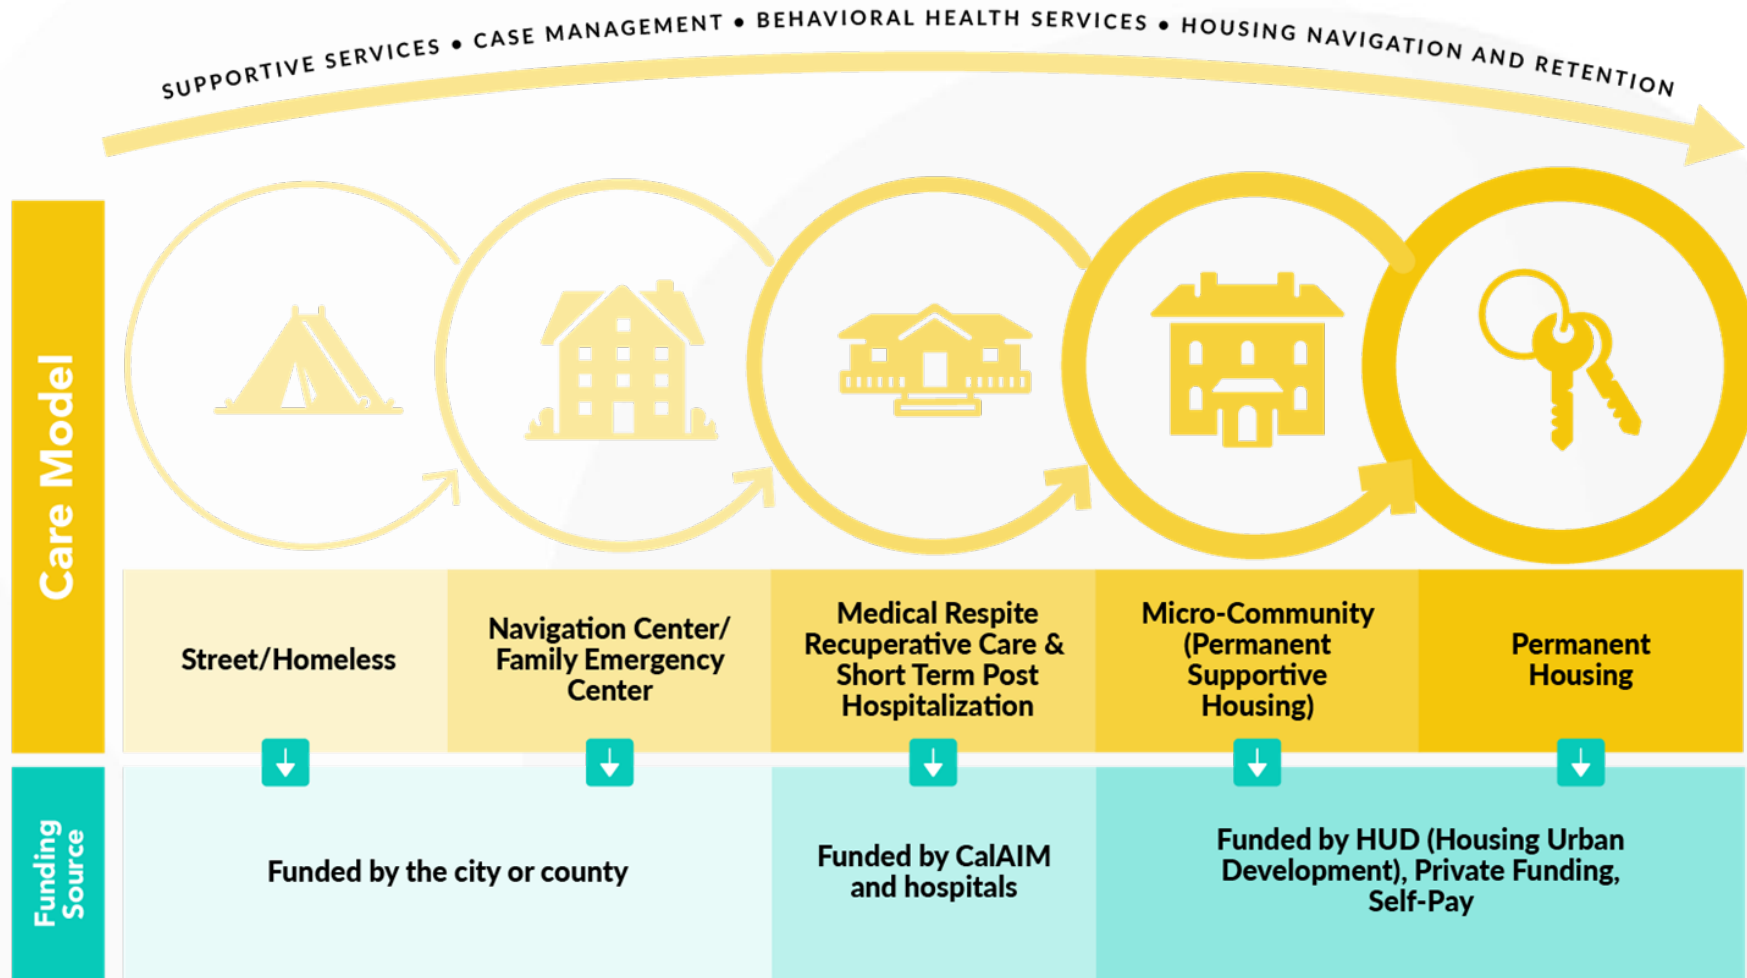 SUPPORTIVE SERVICES • CASE MANAGEMENT • BEHAVIORAL HEALTH SERVICES • HOUSING NAVIGATION AND RETENTION
Care Model
Street/Homeless
Navigation Center/
Family Emergency
Center
Medical Respite
Recuperative Care &
Short Term Post
Hospitalization
Micro-Community
(Permanent
Supportive
Housing)
Permanent
Housing
Funding
Source
Funded by the city or county
Funded by CalAIM
and hospitals
Funded by HUD (Housing Urban
Development), Private Funding,
Self-Pay